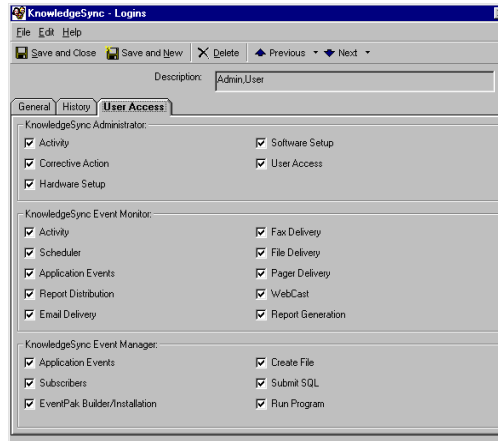 KnowledgeSync - Logins
File Edit Help
Save and Close Save and New Delete Previous Next
Description: Admin,User
General History User Access
KnowledgeSync Administrator:
Activity Software Setup
Corrective Action User Access
Hardware Setup
KnowledgeSync Event Monitor:
Activity Fax Delivery
Scheduler File Delivery
Application Events Pager Delivery
Report Distribution WebCast
Email Delivery Report Generation
KnowledgeSync Event Manager:
Application Events Create File
Subscribers Submit SQL
EventPak Builder/Installation Run Program